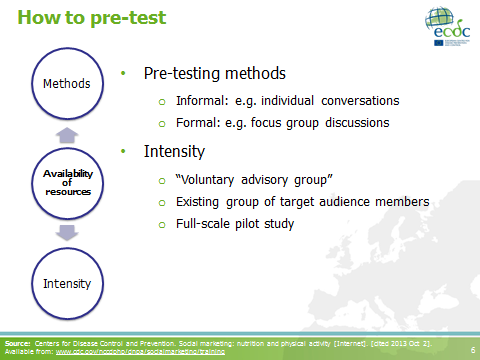 How to pre-test
ecdc
Methods
Availability
of
resources
Intensity
• Pre-testing methods
o Informal: e.g. individual conversations
o Formal: e.g. focus group discussions
• Intensity
o “Voluntary advisory group”
o Existing group of target audience members
o Full-scale pilot study
Source: Centers for Disease Control and Prevention. Social marketing: nutrition and physical activity [Internet]. [cited 2013 Oct 2].
Available from: www.cdc.gov/nccdphp/dnpa/socialmarketing/training
6